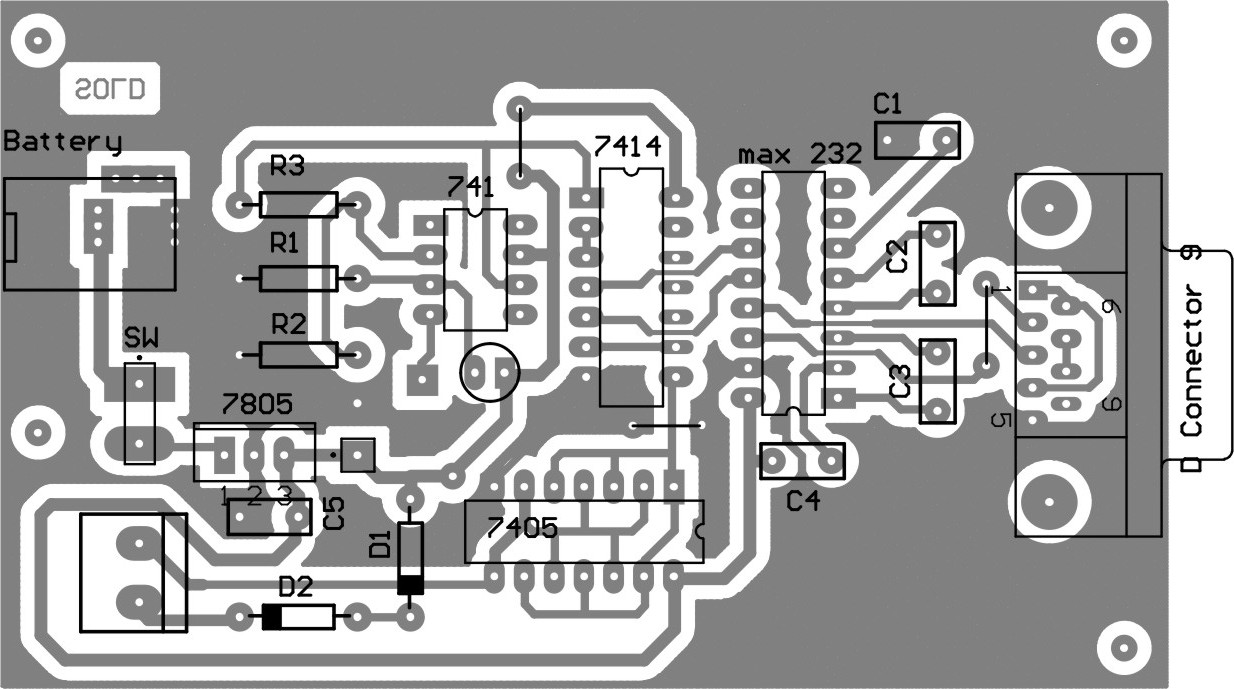 SOLD
C1
Battery
7414
max 232
R3
741
R1
C2
1
6
R2
SW
Connector 9
D
C3
7805
9
5
C4
1 2 3
C5
7405
D1
D2